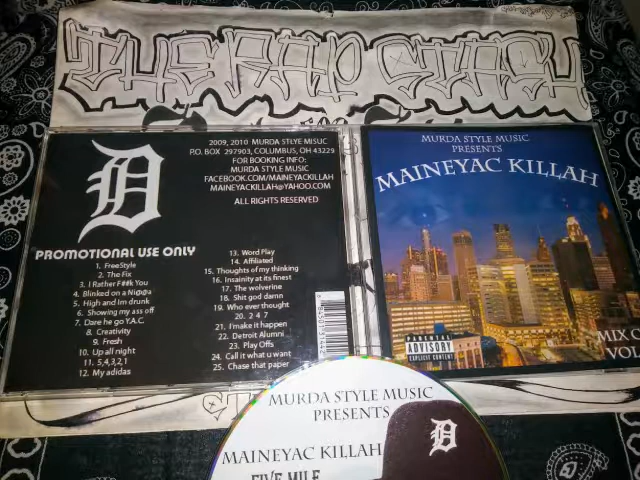 THE RAP STASH
D
2009, 2010 MURDA STLYE MISUC
P.O. BOX 297903, COLUMBUS, OH 43229
FOR BOOKING INFO:
MURDA STYLE MUSIC
FACEBOOK.COM/MAINEYACKILLAH
MAINEYACKILLAH@YAHOO.COM
ALL RIGHTS RESERVED
PROMOTIONAL USE ONLY
1. FreeStyle
2. The Fix
3. I Rather F##k You
4. Blinked on a Nig@a
5. High and Im drunk
6. Showing my ass off
7. Dare he go Y.A.C.
8. Creativity
9. Fresh
10. Up all night
11. 5,4,3,2,1
12. My adidas
13. Word Play
14. Affiliated
15. Thoughts of my thinking
16. Insainity at its finest
17. The wolverine
18. Shit god damn
19. Who ever thought
20. 2 4 7
21. I make it happen
22. Detroit Alumni
23. Play Offs
24. Call it what u want
25. Chase that paper
MURDA STYLE MUSIC
PRESENTS
MAINEYAC KILLAH
PARENTAL
ADVISORY
EXPLICIT CONTENT
MIX C
VOL
MURDA STYLE MUSIC
PRESENTS
D
MAINEYAC KILLAH
FIVE MILE